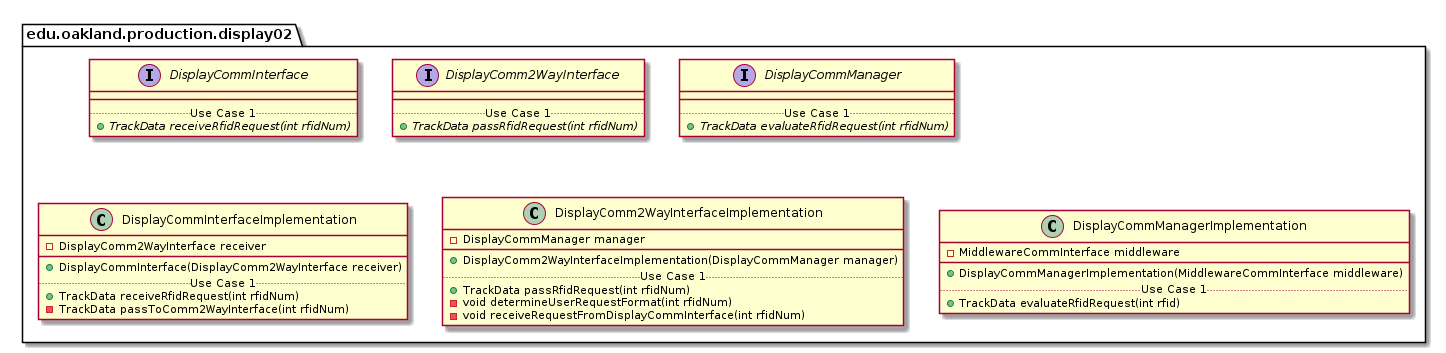 edu.oakland.production.display02
I DisplayCommInterface
Use Case 1
TrackData receiveRfidRequest(int rfidNum)
I DisplayComm2WayInterface
Use Case 1
TrackData passRfidRequest(int rfidNum)
I DisplayCommManager
Use Case 1
TrackData evaluateRfidRequest(int rfidNum)
C DisplayCommInterfaceImplementation
DisplayComm2WayInterface receiver
DisplayCommInterface(DisplayComm2WayInterface receiver)
Use Case 1
TrackData receiveRfidRequest(int rfidNum)
TrackData passToComm2WayInterface(int rfidNum)
C DisplayComm2WayInterfaceImplementation
DisplayCommManager manager
DisplayComm2WayInterfaceImplementation(DisplayCommManager manager)
Use Case 1
TrackData passRfidRequest(int rfidNum)
void determineUserRequestFormat(int rfidNum)
void receiveRequestFromDisplayCommInterface(int rfidNum)
C DisplayCommManagerImplementation
MiddlewareCommInterface middleware
DisplayCommManagerImplementation(MiddlewareCommInterface middleware)
Use Case 1
TrackData evaluateRfidRequest(int rfid)